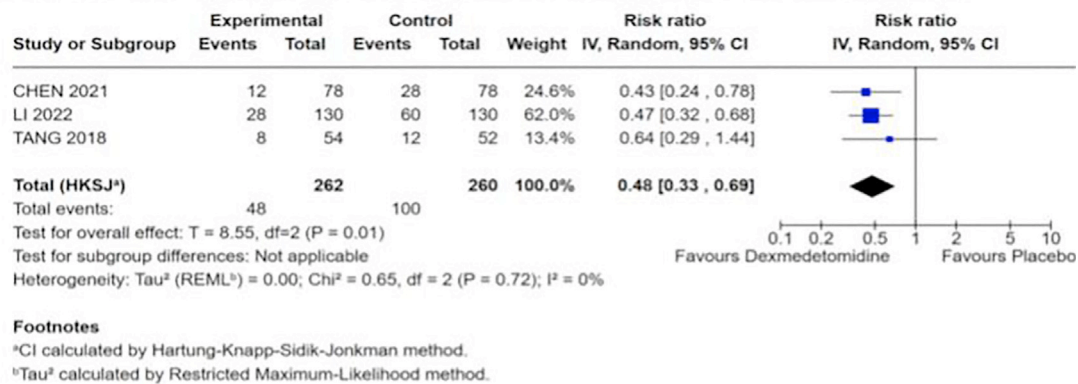 Experimental Control Risk ratio Risk ratio
Study or Subgroup Events Total Events Total Weight IV, Random, 95% CI IV, Random, 95% CI
CHEN 2021 12 78 28 78 24.6% 0.43 [0.24 , 0.78]
LI 2022 28 130 60 130 62.0% 0.47 [0.32 , 0.68]
TANG 2018 8 54 12 52 13.4% 0.64 [0.29 , 1.44]
Total (HKSJᵃ) 262 260 100.0% 0.48 [0.33 , 0.69]
Total events: 48 100
Test for overall effect: T = 8.55, df=2 (P = 0.01)
0.1 0.2 0.5 1 2 5 10
Test for subgroup differences: Not applicable
Favours Dexmedetomidine Favours Placebo
Heterogeneity: Tau² (REMLᵇ) = 0.00; Chi² = 0.65, df = 2 (P = 0.72); I² = 0%
Footnotes
ᵃCI calculated by Hartung-Knapp-Sidik-Jonkman method.
ᵇTau² calculated by Restricted Maximum-Likelihood method.